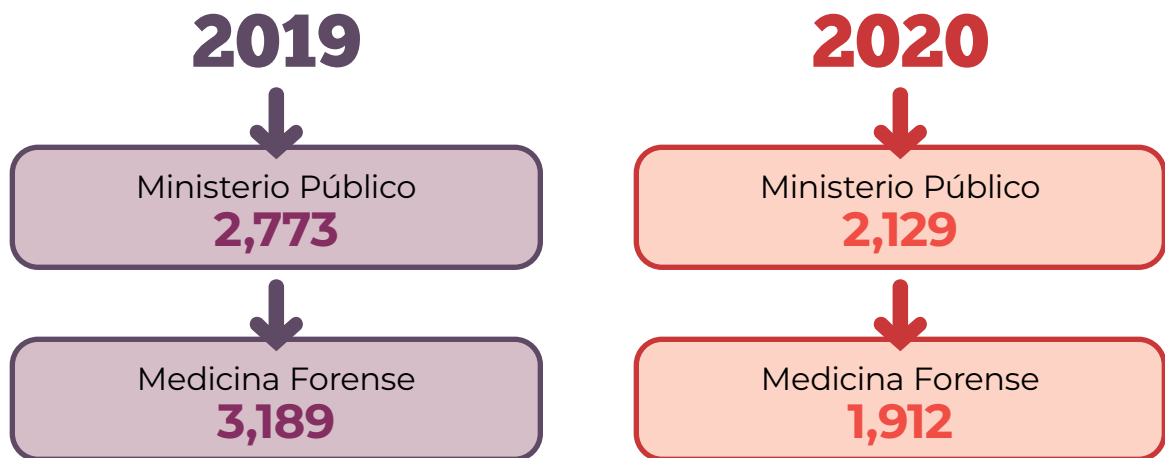 2019
Ministerio Público
2,773
Medicina Forense
3,189
2020
Ministerio Público
2,129
Medicina Forense
1,912